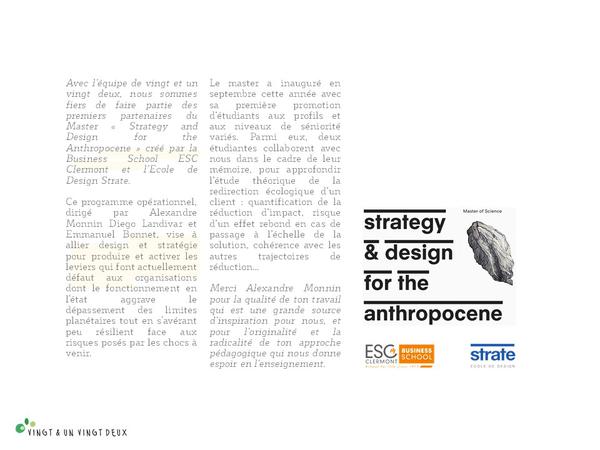 Avec l'équipe de vingt et un
vingt deux, nous sommes
fiers de faire partie des
premiers partenaires du
Master « Strategy and
Design for the
Anthropocene » créé par la
Business School ESC
Clermont et l'Ecole de
Design Strate.
Ce programme opérationnel,
dirigé par Alexandre
Monnin Diego Landivar et
Emmanuel Bonnet, vise à
allier design et stratégie
pour produire et activer les
leviers qui font actuellement
défaut aux organisations
dont le fonctionnement en
l'état aggrave le
dépassement des limites
planétaires tout en s'avérant
peu résilient face aux
risques posés par les chocs à
venir.
Le master a inauguré en
septembre cette année avec
sa première promotion
d'étudiants aux profils et
aux niveaux de séniorité
variés. Parmi eux, deux
étudiantes collaborent avec
nous dans le cadre de leur
mémoire, pour approfondir
l'étude théorique de la
redirection écologique d'un
client : quantification de la
réduction d'impact, risque
d'un effet rebond en cas de
passage à l'échelle de la
solution, cohérence avec les
autres trajectoires de
réduction...
Merci Alexandre Monnin
pour la qualité de ton travail
qui est une grande source
d'inspiration pour nous, et
pour l'originalité et la
radicalité de ton approche
pédagogique qui nous donne
espoir en l'enseignement.
Master of Science
strategy
& design
for the
anthropocene
ESC
CLERMONT
BUSINESS
SCHOOL
strate
ÉCOLE DE DESIGN
VINGT & UN VINGT DEUX